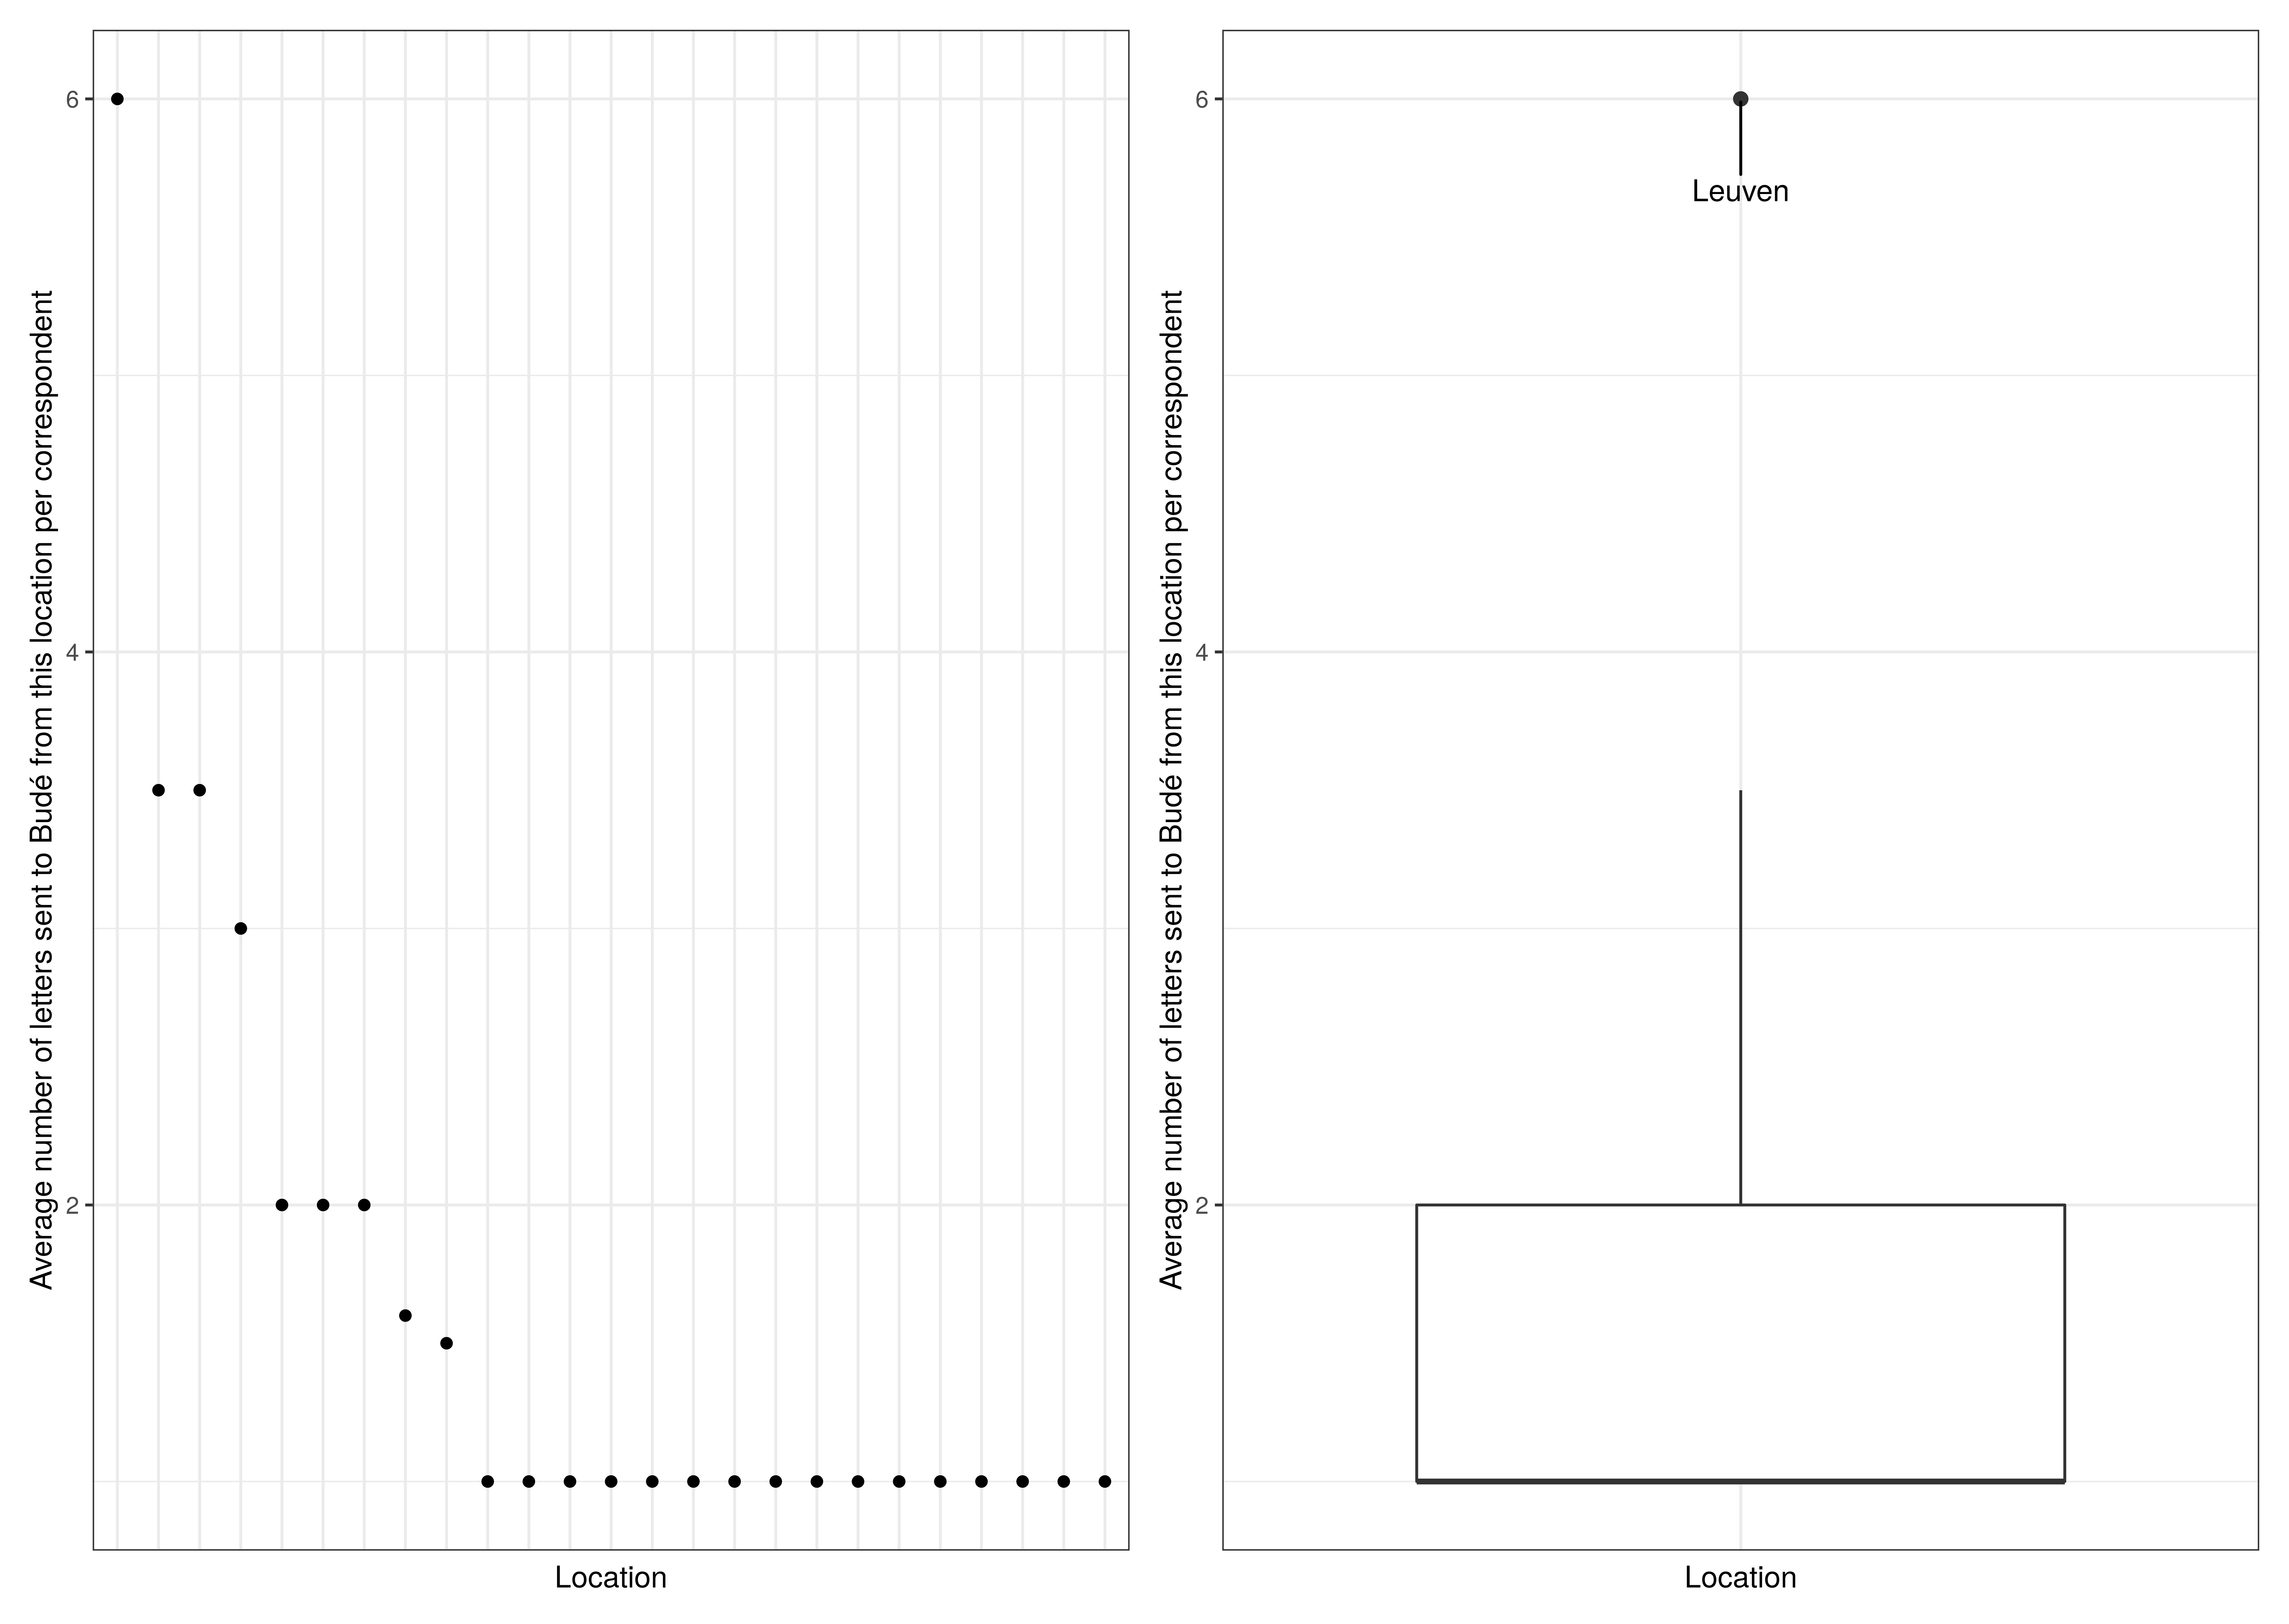 Average number of letters sent to Budé from this location per correspondent
6
4
2
Location
Average number of letters sent to Budé from this location per correspondent
6
4
2
Leuven
Location